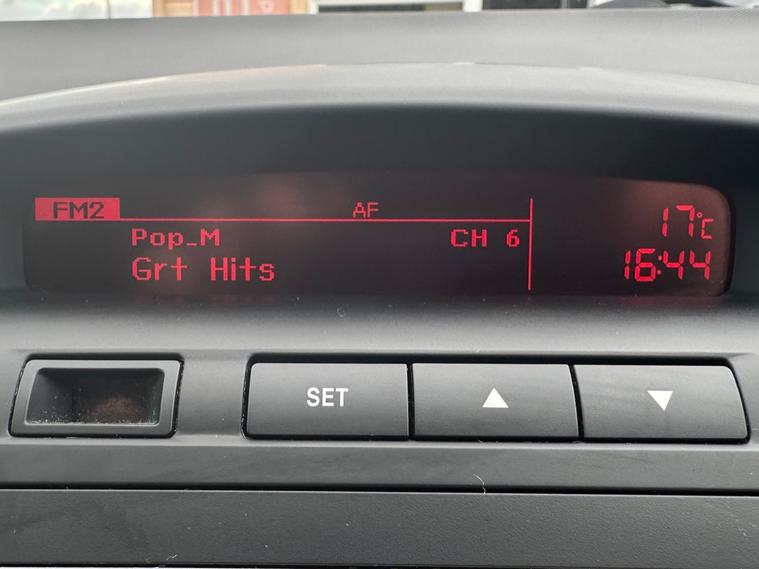 FM2 AF
Pop_M CH 6 17°C
Grt Hits 16:44
SET